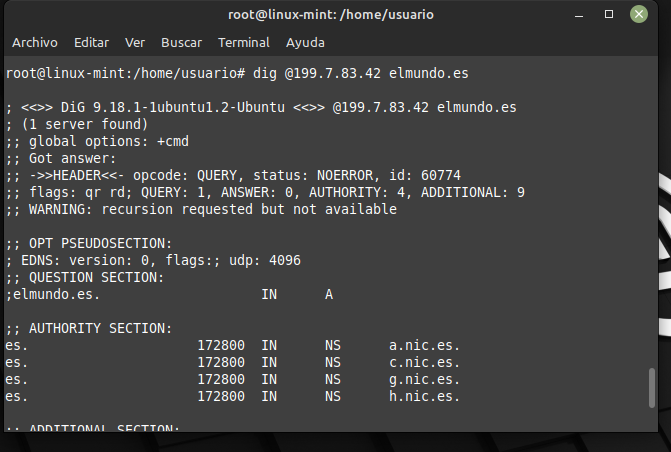 root@linux-mint: /home/usuario
Archivo Editar Ver Buscar Terminal Ayuda
root@linux-mint:/home/usuario# dig @199.7.83.42 elmundo.es
; <<>> DiG 9.18.1-1ubuntu1.2-Ubuntu <<>> @199.7.83.42 elmundo.es
; (1 server found)
;; global options: +cmd
;; Got answer:
;; ->>HEADER<<- opcode: QUERY, status: NOERROR, id: 60774
;; flags: qr rd; QUERY: 1, ANSWER: 0, AUTHORITY: 4, ADDITIONAL: 9
;; WARNING: recursion requested but not available
;; OPT PSEUDOSECTION:
; EDNS: version: 0, flags:; udp: 4096
;; QUESTION SECTION:
;elmundo.es. IN A
;; AUTHORITY SECTION:
es. 172800 IN NS a.nic.es.
es. 172800 IN NS c.nic.es.
es. 172800 IN NS g.nic.es.
es. 172800 IN NS h.nic.es.
;; ADDITIONAL SECTION: